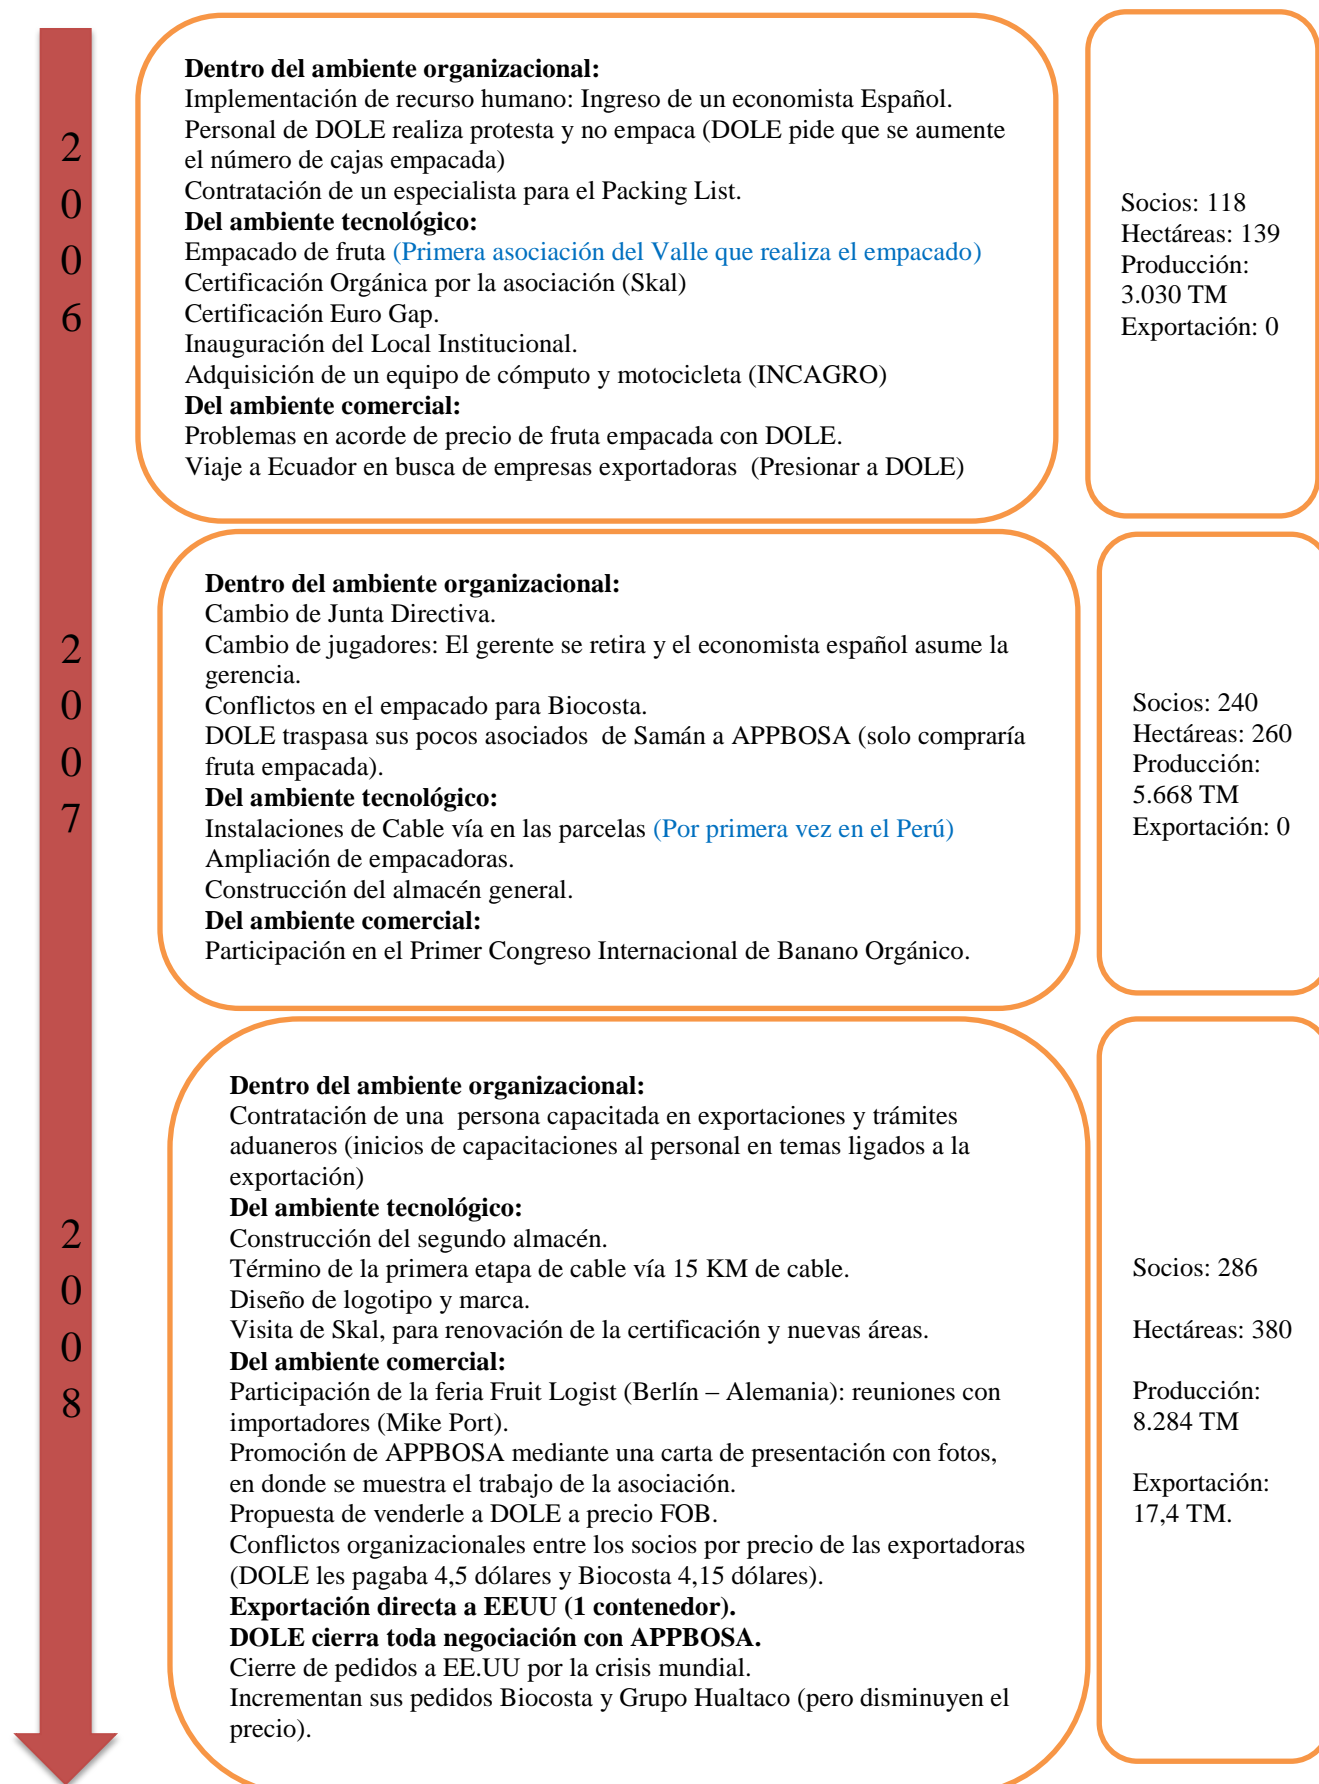 2
0
0
6
Dentro del ambiente organizacional:
Implementación de recurso humano: Ingreso de un economista Español.
Personal de DOLE realiza protesta y no empaca (DOLE pide que se aumente
el número de cajas empacada)
Contratación de un especialista para el Packing List.
Del ambiente tecnológico:
Empacado de fruta (Primera asociación del Valle que realiza el empacado)
Certificación Orgánica por la asociación (Skal)
Certificación Euro Gap.
Inauguración del Local Institucional.
Adquisición de un equipo de cómputo y motocicleta (INCAGRO)
Del ambiente comercial:
Problemas en acorde de precio de fruta empacada con DOLE.
Viaje a Ecuador en busca de empresas exportadoras  (Presionar a DOLE)
Socios: 118
Hectáreas: 139
Producción:
3.030 TM
Exportación: 0
2
0
0
7
Dentro del ambiente organizacional:
Cambio de Junta Directiva.
Cambio de jugadores: El gerente se retira y el economista español asume la
gerencia.
Conflictos en el empacado para Biocosta.
DOLE traspasa sus pocos asociados  de Samán a APPBOSA (solo compraría
fruta empacada).
Del ambiente tecnológico:
Instalaciones de Cable vía en las parcelas (Por primera vez en el Perú)
Ampliación de empacadoras.
Construcción del almacén general.
Del ambiente comercial:
Participación en el Primer Congreso Internacional de Banano Orgánico.
Socios: 240
Hectáreas: 260
Producción:
5.668 TM
Exportación: 0
2
0
0
8
Dentro del ambiente organizacional:
Contratación de una  persona capacitada en exportaciones y trámites
aduaneros (inicios de capacitaciones al personal en temas ligados a la
exportación)
Del ambiente tecnológico:
Construcción del segundo almacén.
Término de la primera etapa de cable vía 15 KM de cable.
Diseño de logotipo y marca.
Visita de Skal, para renovación de la certificación y nuevas áreas.
Del ambiente comercial:
Participación de la feria Fruit Logist (Berlín – Alemania): reuniones con
importadores (Mike Port).
Promoción de APPBOSA mediante una carta de presentación con fotos,
en donde se muestra el trabajo de la asociación.
Propuesta de venderle a DOLE a precio FOB.
Conflictos organizacionales entre los socios por precio de las exportadoras
(DOLE les pagaba 4,5 dólares y Biocosta 4,15 dólares).
Exportación directa a EEUU (1 contenedor).
DOLE cierra toda negociación con APPBOSA.
Cierre de pedidos a EE.UU por la crisis mundial.
Incrementan sus pedidos Biocosta y Grupo Hualtaco (pero disminuyen el
precio).
Socios: 286
Hectáreas: 380
Producción:
8.284 TM
Exportación:
17,4 TM.